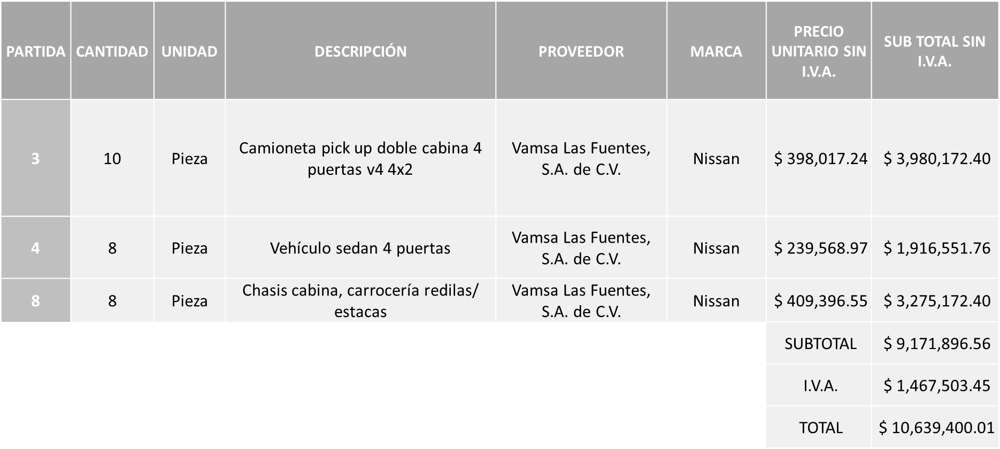 PARTIDA CANTIDAD UNIDAD DESCRIPCIÓN PROVEEDOR MARCA PRECIO UNITARIO SIN I.V.A. SUB TOTAL SIN I.V.A.
3 10 Pieza Camioneta pick up doble cabina 4 puertas v4 4x2 Vamsa Las Fuentes, S.A. de C.V. Nissan $ 398,017.24 $ 3,980,172.40
4 8 Pieza Vehículo sedan 4 puertas Vamsa Las Fuentes, S.A. de C.V. Nissan $ 239,568.97 $ 1,916,551.76
8 8 Pieza Chasis cabina, carrocería redilas/ estacas Vamsa Las Fuentes, S.A. de C.V. Nissan $ 409,396.55 $ 3,275,172.40
SUBTOTAL $ 9,171,896.56
I.V.A. $ 1,467,503.45
TOTAL $ 10,639,400.01